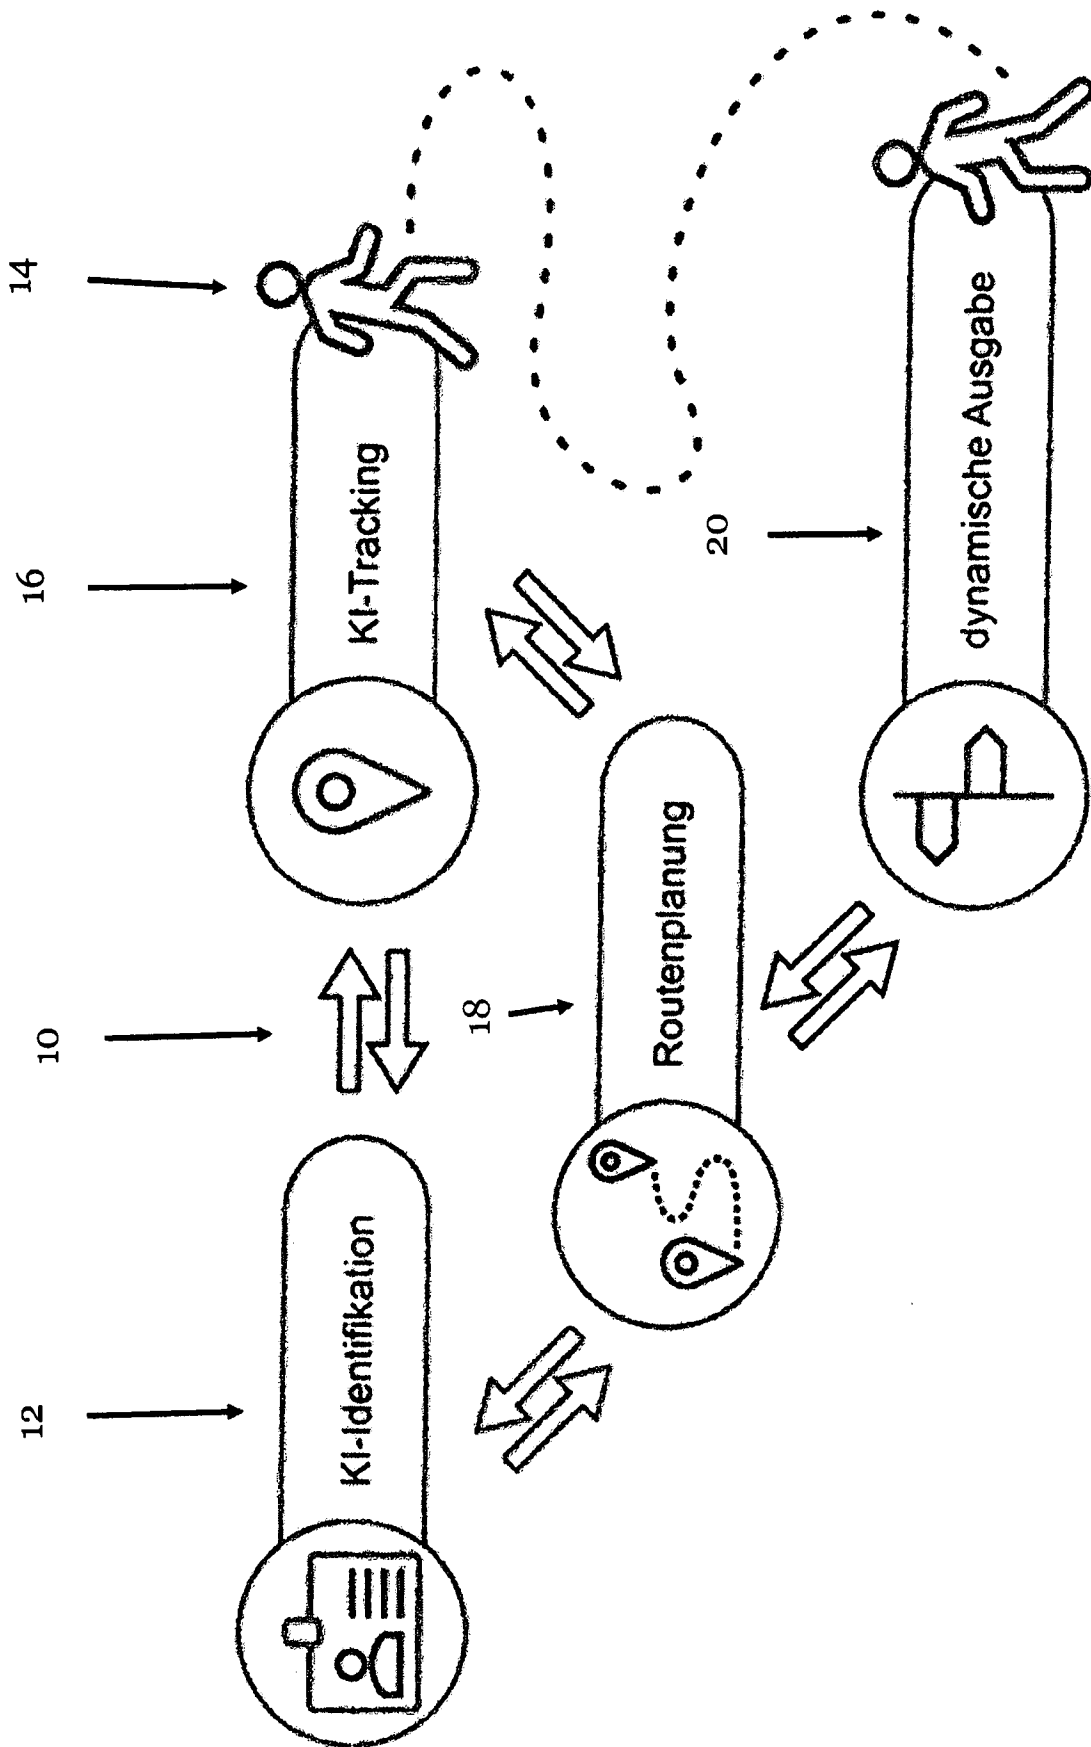 12
10
16
14
KI-Identifikation
KI-Tracking
18
Routenplanung
20
dynamische Ausgabe